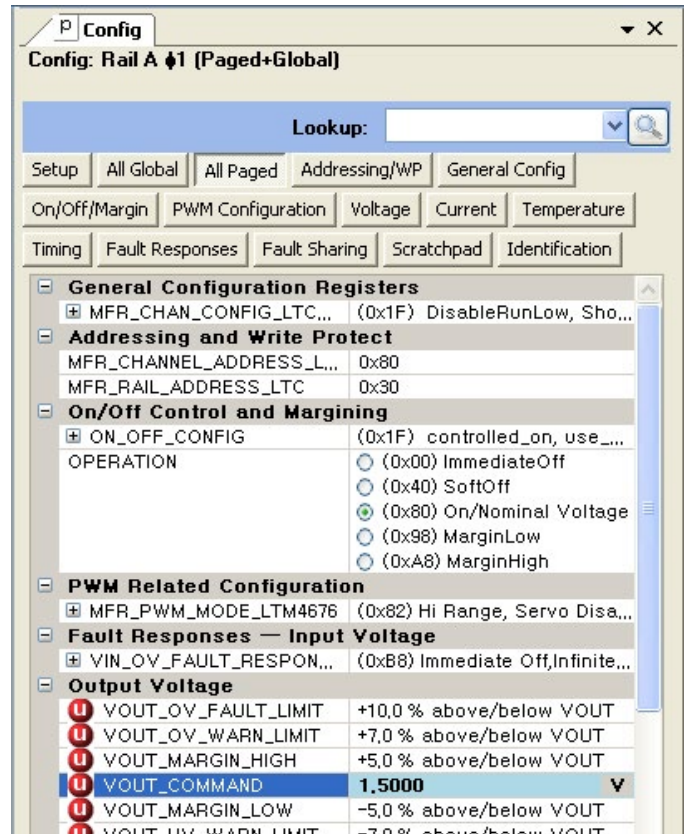 P Config
Config: Rail A ϕ1 (Paged+Global)
Lookup:
Setup All Global All Paged Addressing/WP General Config
On/Off/Margin PWM Configuration Voltage Current Temperature
Timing Fault Responses Fault Sharing Scratchpad Identification
General Configuration Registers
MFR_CHAN_CONFIG_LTC,,, (0x1F) DisableRunLow, Sho,,,
Addressing and Write
Protect
MFR_CHANNEL_ADDRESS_L,,, 0x80
MFR_RAIL_ADDRESS_LTC 0x30
On/Off Control and Margining
ON_OFF_CONFIG (0x1F) controlled_on, use_,,,
OPERATION (0x00) ImmediateOff
(0x40) SoftOff
(0x80) On/Nominal Voltage
(0x98) MarginLow
(0xA8) MarginHigh
PWM Related Configuration
MFR_PWM_MODE_LTM4676 (0x82) Hi Range, Servo Disa,,,
Fault Responses — Input Voltage
VIN_OV_FAULT_RESPON,,, (0xB8) Immediate Off,Infinite,,,
Output Voltage
u VOUT_OV_FAULT_LIMIT +10,0 % above/below VOUT
u VOUT_OV_WARN_LIMIT +7,0 % above/below VOUT
u VOUT_MARGIN_HIGH +5,0 % above/below VOUT
u VOUT_COMMAND 1,5000 V
u VOUT_MARGIN_LOW -5,0 % above/below VOUT
u VOUT_UV_WARN_LIMIT -7,0 % above/below VOUT